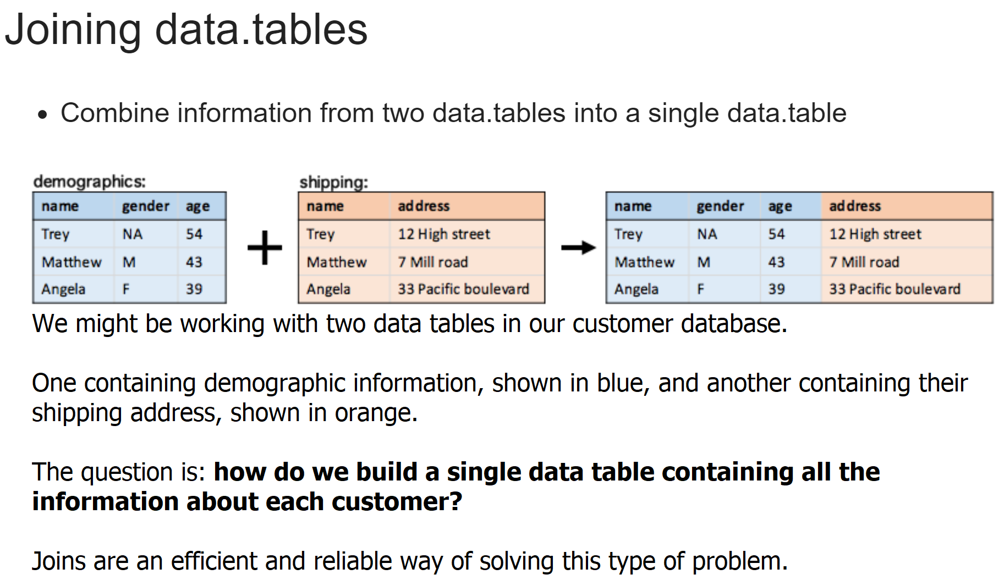 Joining data.tables
• Combine information from two data.tables into a single data.table
demographics:
name gender age
Trey NA 54
Matthew M 43
Angela F 39
+
shipping:
name address
Trey 12 High street
Matthew 7 Mill road
Angela 33 Pacific boulevard
→
name gender age address
Trey NA 54 12 High street
Matthew M 43 7 Mill road
Angela F 39 33 Pacific boulevard
We might be working with two data tables in our customer database.
One containing demographic information, shown in blue, and another containing their
shipping address, shown in orange.
The question is: how do we build a single data table containing all the
information about each customer?
Joins are an efficient and reliable way of solving this type of problem.